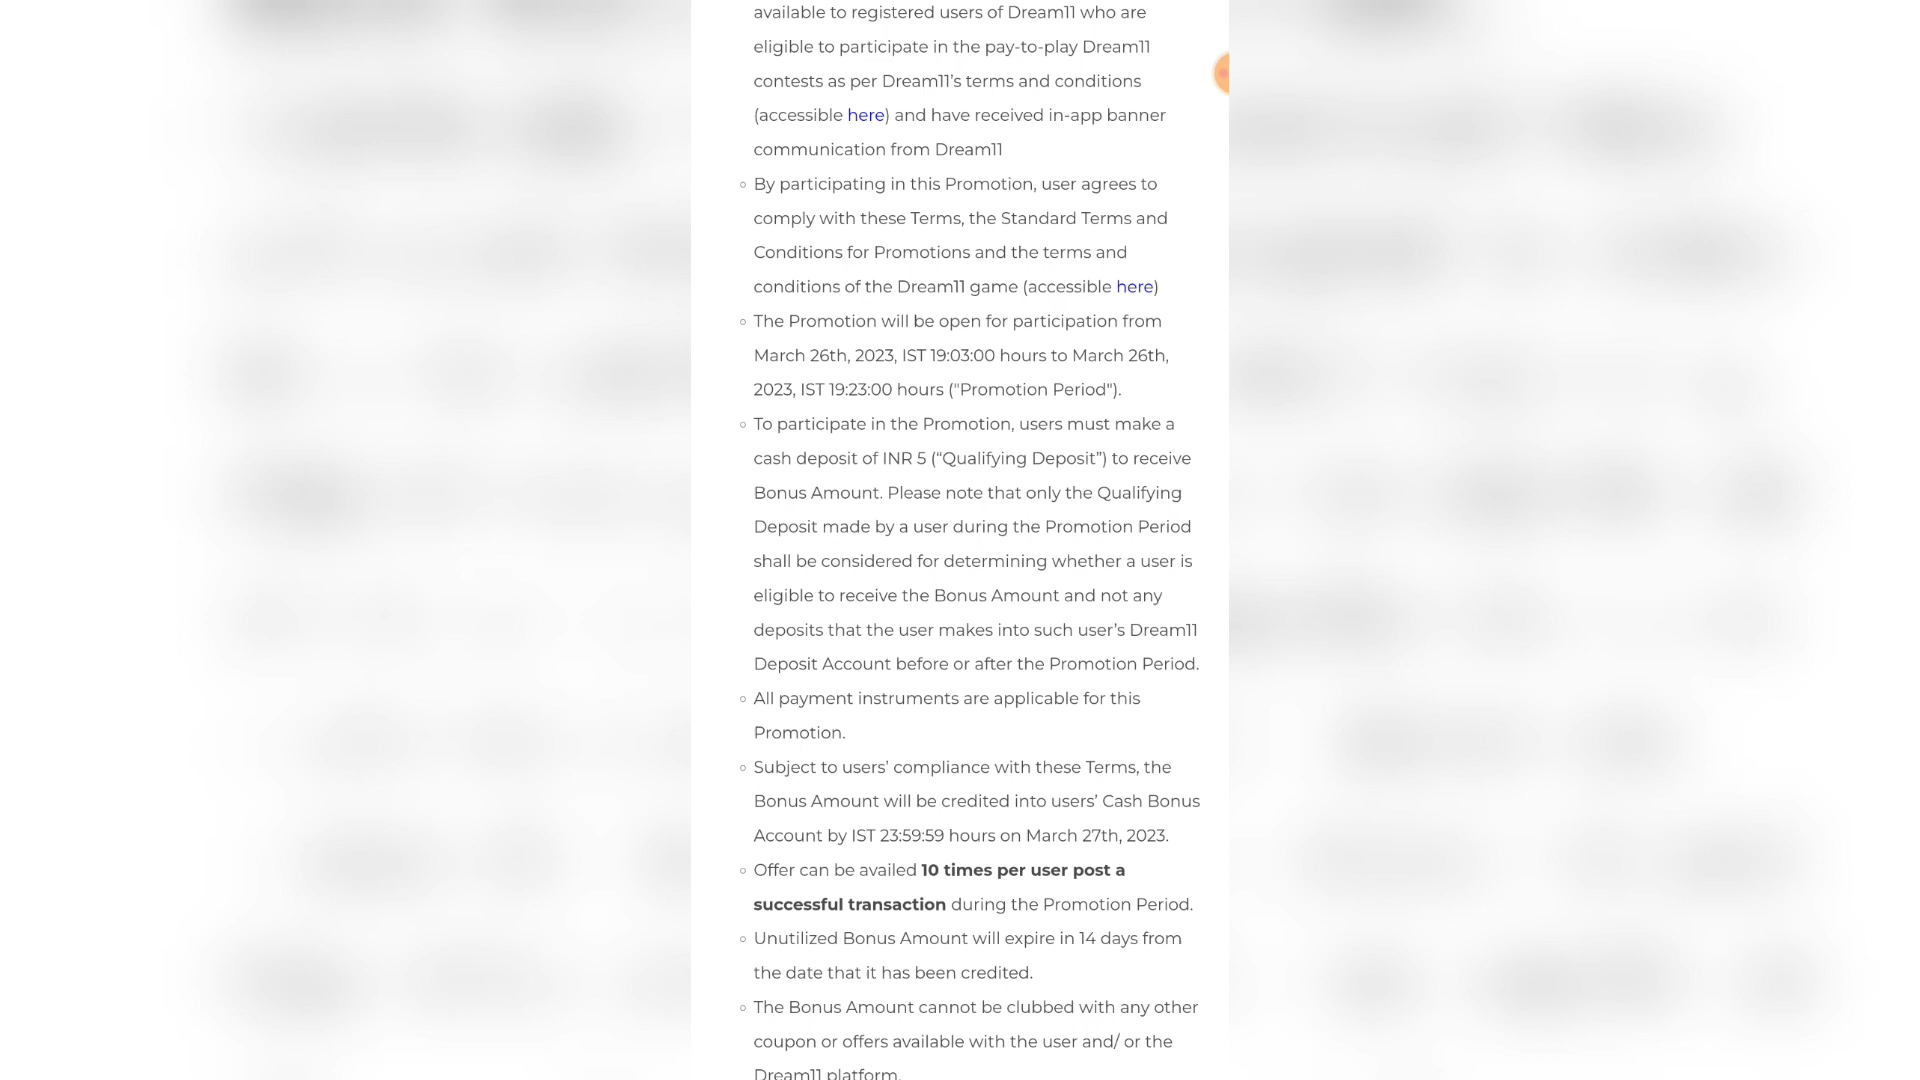 available to registered users of Dream11 who are
eligible to participate in the pay-to-play Dream11
contests as per Dream11's terms and conditions
(accessible here) and have received in-app banner
communication from Dream11
By participating in this Promotion, user agrees to
comply with these Terms, the Standard Terms and
Conditions for Promotions and the terms and
conditions of the Dream11 game (accessible here)
The Promotion will be open for participation from
March 26th, 2023, IST 19:03:00 hours to March 26th,
2023, IST 19:23:00 hours ("Promotion Period").
To participate in the Promotion, users must make a
cash deposit of INR 5 (“Qualifying Deposit”) to receive
Bonus Amount. Please note that only the Qualifying
Deposit made by a user during the Promotion Period
shall be considered for determining whether a user is
eligible to receive the Bonus Amount and not any
deposits that the user makes into such user’s Dream11
Deposit Account before or after the Promotion Period.
All payment instruments are applicable for this
Promotion.
Subject to users’ compliance with these Terms, the
Bonus Amount will be credited into users’ Cash Bonus
Account by IST 23:59:59 hours on March 27th, 2023.
Offer can be availed 10 times per user post a
successful transaction during the Promotion Period.
Unutilized Bonus Amount will expire in 14 days from
the date that it has been credited.
The Bonus Amount cannot be clubbed with any other
coupon or offers available with the user and/ or the
Dream11 platform.